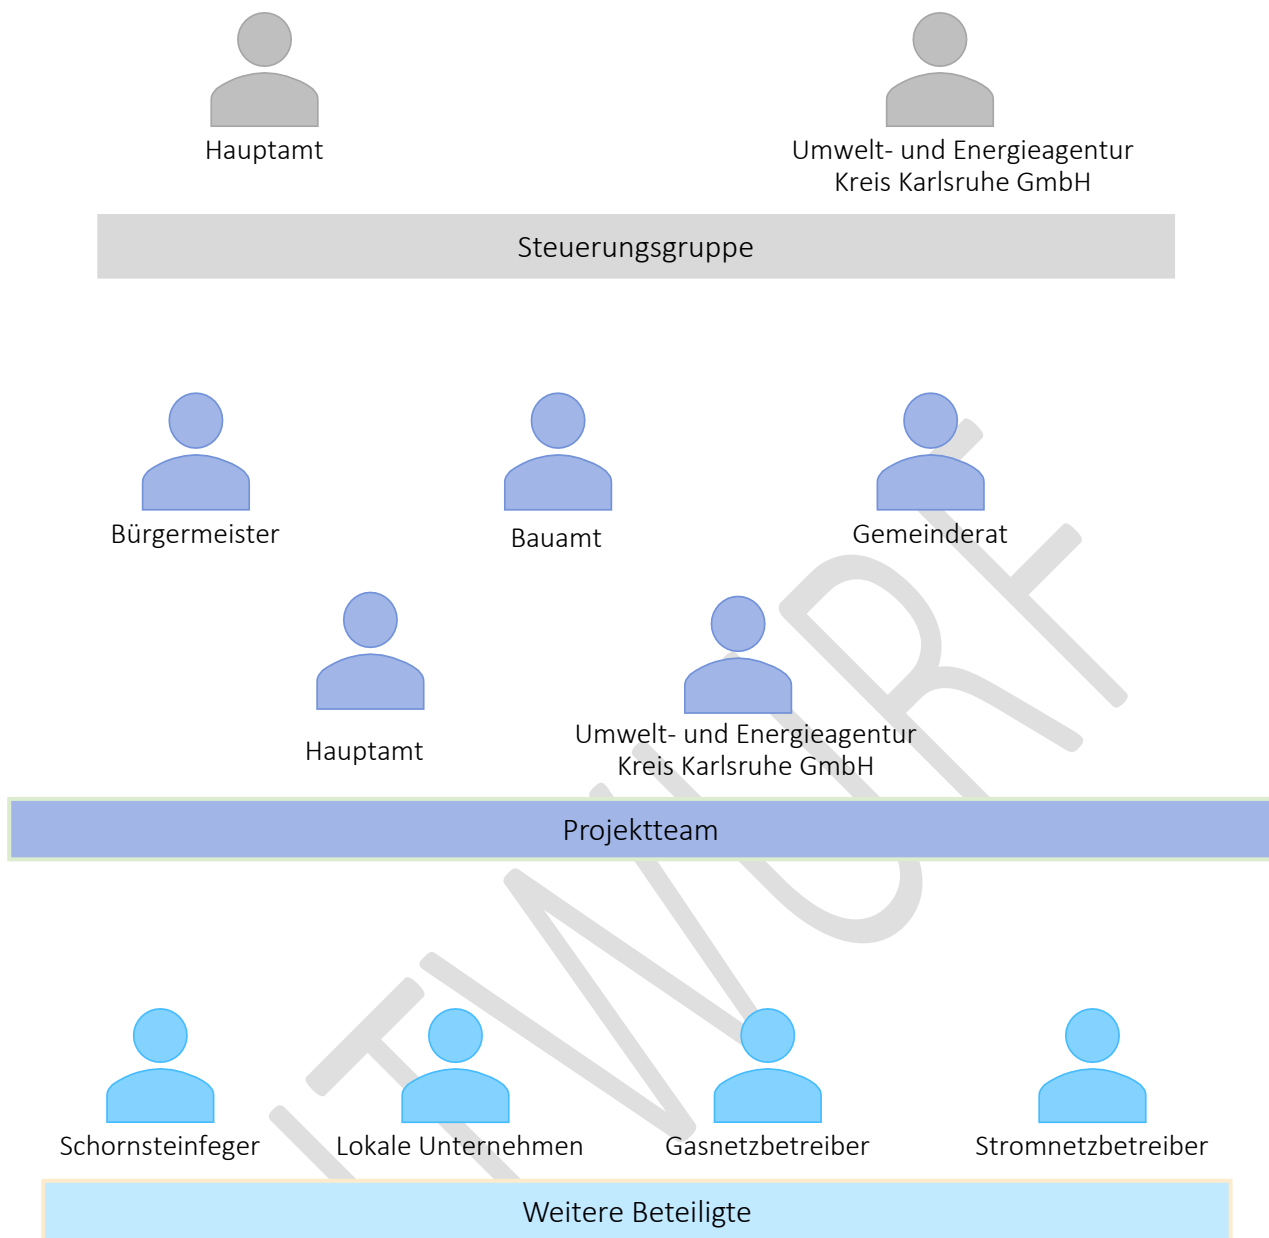 Hauptamt
Umwelt- und Energieagentur
Kreis Karlsruhe GmbH
Steuerungsgruppe
Bürgermeister
Bauamt
Gemeinderat
Hauptamt
Umwelt- und Energieagentur
Kreis Karlsruhe GmbH
Projektteam
Schornsteinfeger
Lokale Unternehmen
Gasnetzbetreiber
Stromnetzbetreiber
Weitere Beteiligte
TWURF